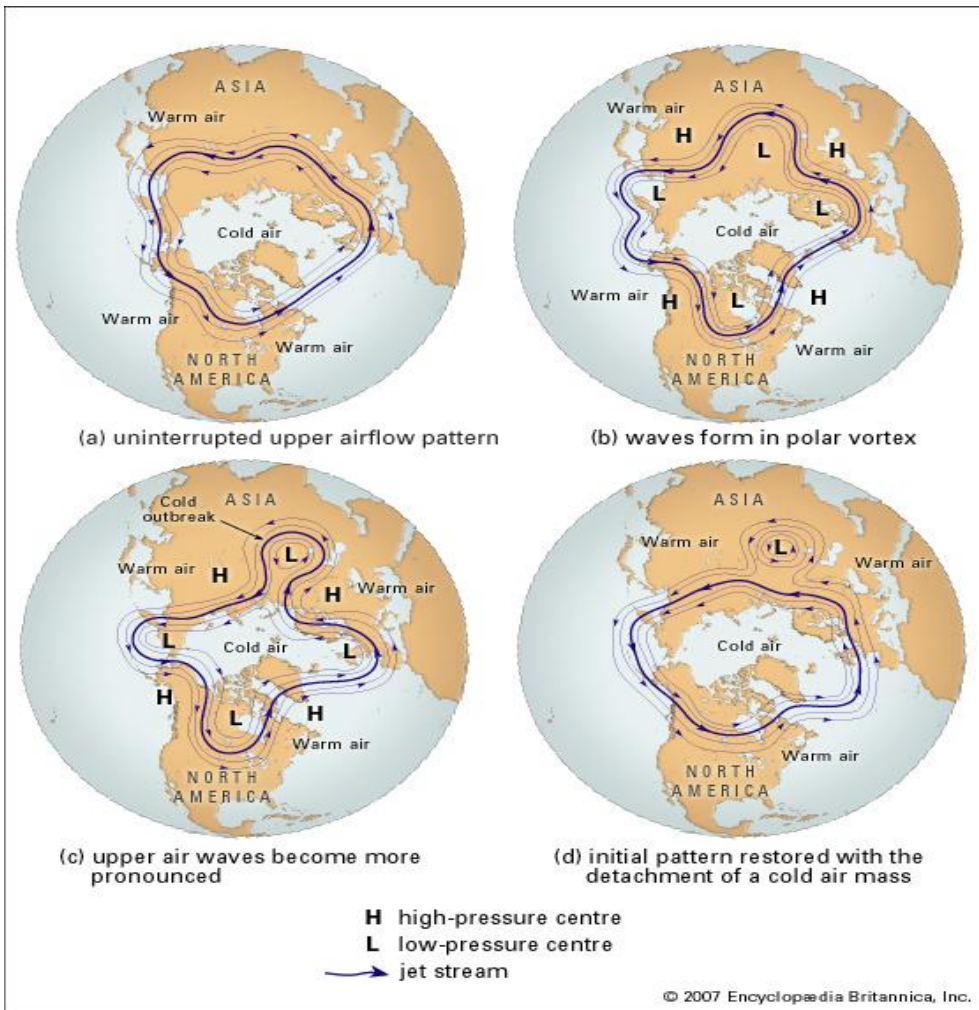 ASIA
Warm air
Cold air
Warm air
Warm air
NORTH
AMERICA
(a) uninterrupted upper airflow pattern
ASIA
Warm air
H
L
H
L
L
Cold air
Warm air
H
L
H
Warm air
NORTH
AMERICA
(b) waves form in polar vortex
ASIA
Cold
outbreak
L
Warm air
H
H
Warm air
L
Cold air
L
H
L
H
Warm air
NORTH
AMERICA
(c) upper air waves become more
pronounced
ASIA
Warm air
L
Warm air
Cold air
Warm air
NORTH
AMERICA
(d) initial pattern restored with the
detachment of a cold air mass
H high-pressure centre
L low-pressure centre
jet stream
© 2007 Encyclopædia Britannica, Inc.